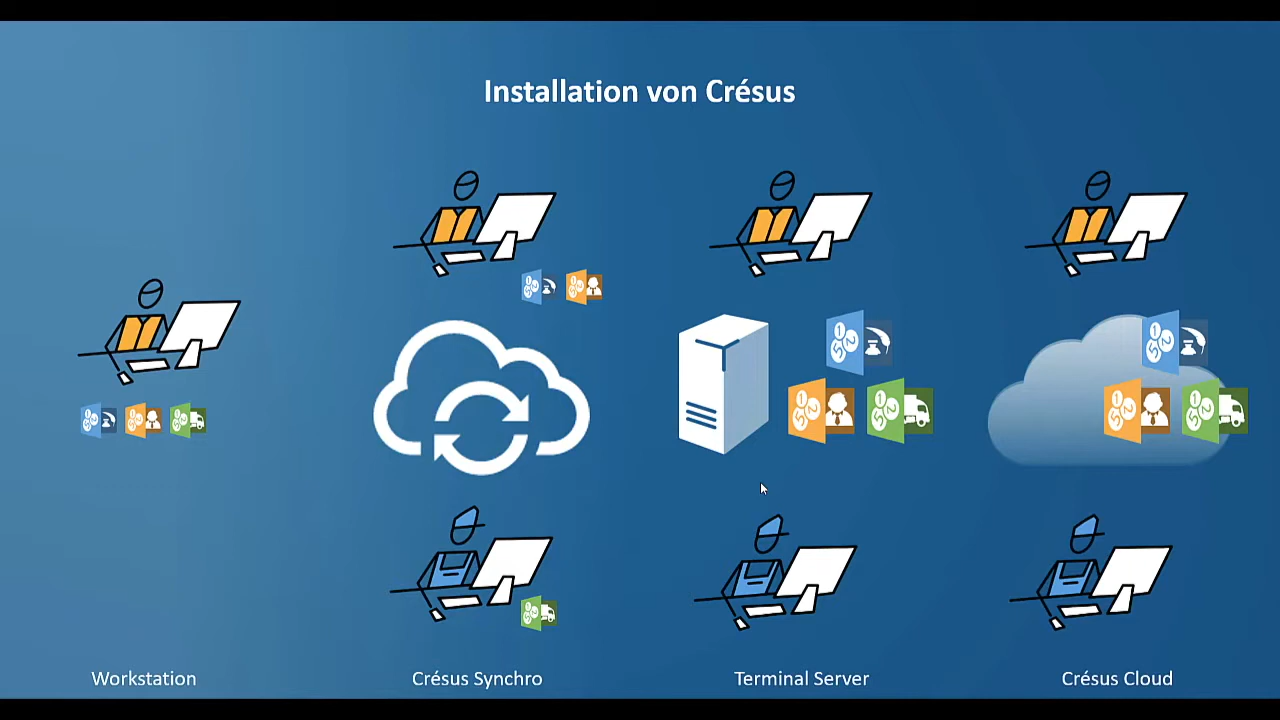 Installation von Crésus
Workstation
Crésus Synchro
Terminal Server
Crésus Cloud